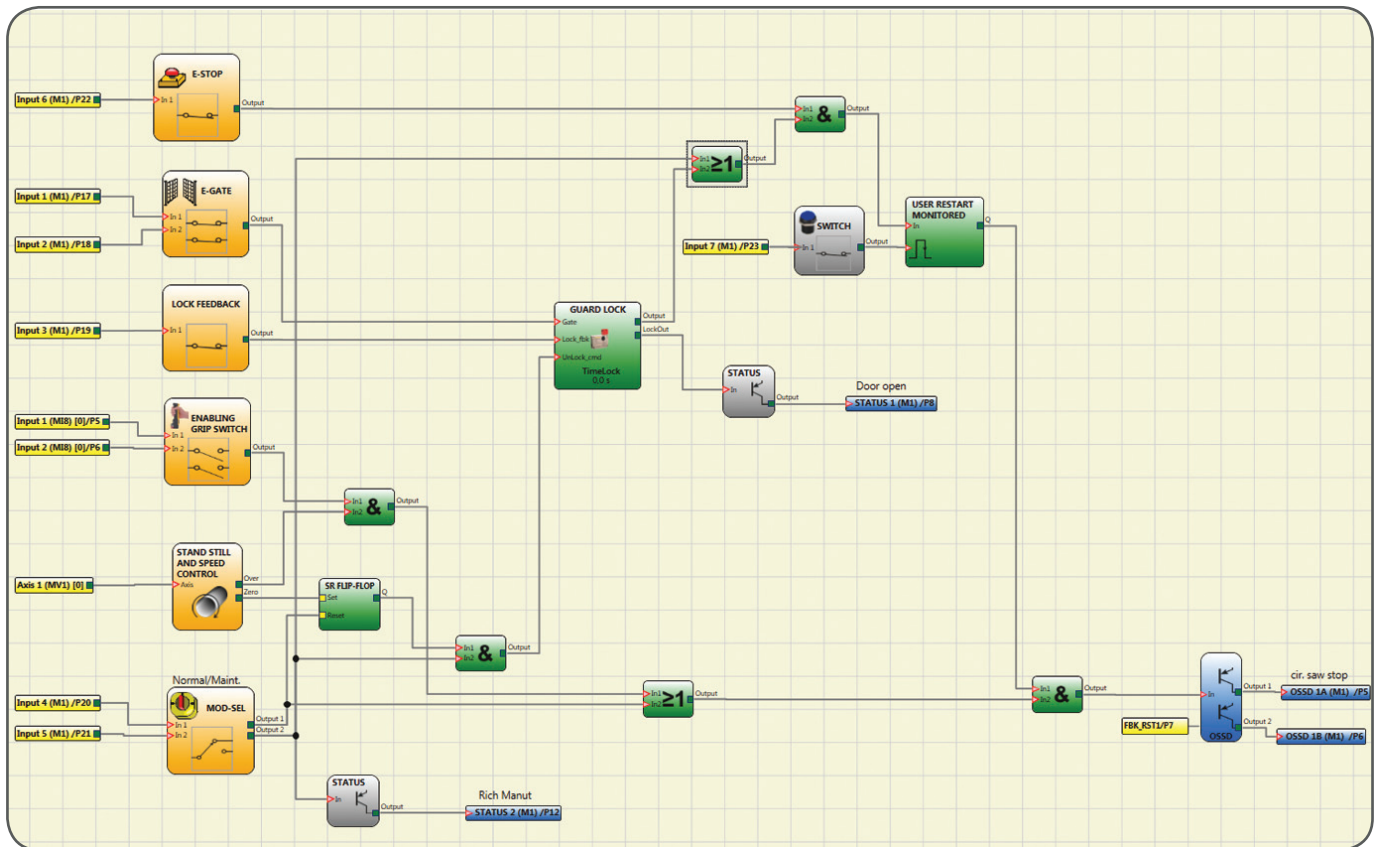 E-STOP
Input 6 (M1) /P22
In 1
Output
In1
In2
&
Output
In1
In2
≥1
Output
E-GATE
Input 1 (M1) /P17
In 1
In 2
Output
Input 2 (M1) /P18
USER RESTART
MONITORED
In
Q
SWITCH
Input 7 (M1) /P23
In 1
Output
LOCK FEEDBACK
Input 3 (M1) /P19
In 1
Output
GUARD LOCK
Gate
Lock_fbk
UnLock_cmd
Output
LockOut
TimeLock
0,0 s
STATUS
In
Output
Door open
STATUS 1 (M1) /P8
ENABLING
GRIP SWITCH
Input 1 (MI8) [0]/P5
Input 2 (MI8) [0]/P6
In 1
In 2
Output
In1
In2
&
Output
STAND STILL
AND SPEED
CONTROL
Axis 1 (MV1) [0]
Axis
Over
Zero
SR FLIP-FLOP
Set
Reset
Q
In1
In2
&
Output
Normal/Maint.
MOD-SEL
Input 4 (M1) /P20
Input 5 (M1) /P21
In 1
In 2
Output 1
Output 2
In1
In2
≥1
Output
In1
In2
&
Output
In
Output 1
Output 2
OSSD
FBK_RST1/P7
cir. saw stop
OSSD 1A (M1) /P5
OSSD 1B (M1) /P6
STATUS
In
Output
Rich Manut
STATUS 2 (M1) /P12